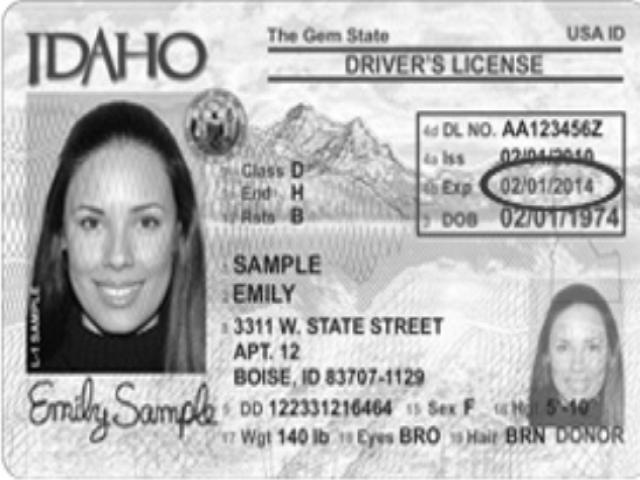 IDAHO
The Gem State USA ID
DRIVER'S LICENSE
4d DL NO. AA123456Z
4a Iss 02/01/2010
4b Exp 02/01/2014
3 DOB 02/01/1974
9 Class D
End H
Rsts B
1 SAMPLE
2 EMILY
8 3311 W. STATE STREET
APT. 12
BOISE, ID 83707-1129
5 DD 122331216464 15 Sex F 16 Hgt 5'-10"
17 Wgt 140 lb 18 Eyes BRO 19 Hair BRN DONOR
L-1 SAMPLE
Emily Sample